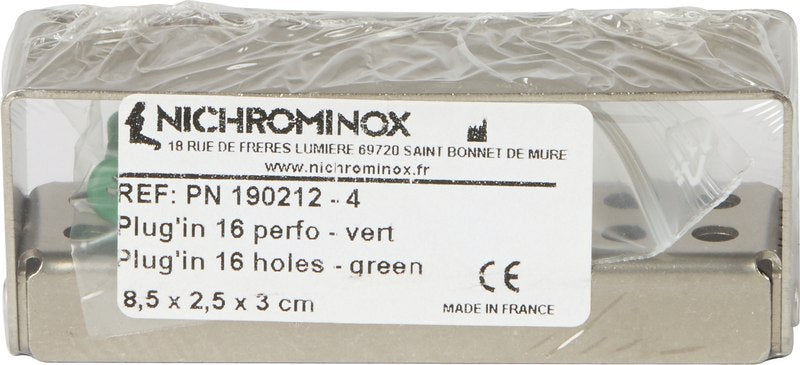 NICHROMINOX
18 RUE DE FRERES LUMIERE 69720 SAINT BONNET DE MURE
www.nichrominox.fr
REF: PN 190212 - 4
Plug'in 16 perfo - vert
Plug'in 16 holes - green
8,5 x 2,5 x 3 cm
CE
MADE IN FRANCE